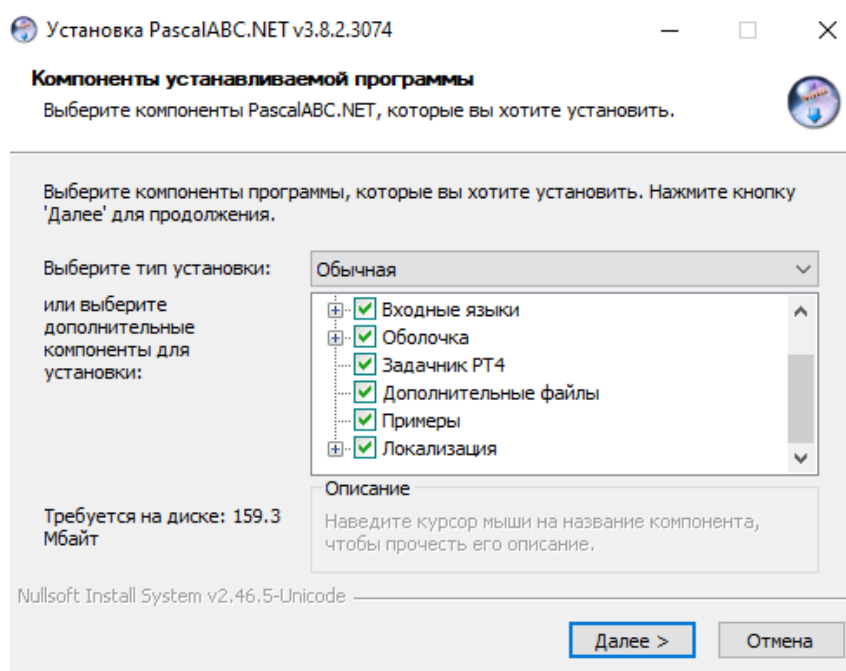 Установка PascalABC.NET v3.8.2.3074
Компоненты устанавливаемой программы
Выберите компоненты PascalABC.NET, которые вы хотите установить.
Выберите компоненты программы, которые вы хотите установить. Нажмите кнопку
'Далее' для продолжения.
Выберите тип установки:
Обычная
или выберите
дополнительные
компоненты для
установки:
Входные языки
Оболочка
Задачник PT4
Дополнительные файлы
Примеры
Локализация
Требуется на диске: 159.3
Мбайт
Описание
Наведите курсор мыши на название компонента,
чтобы прочесть его описание.
Nullsoft Install System v2.46.5-Unicode
Далее >
Отмена